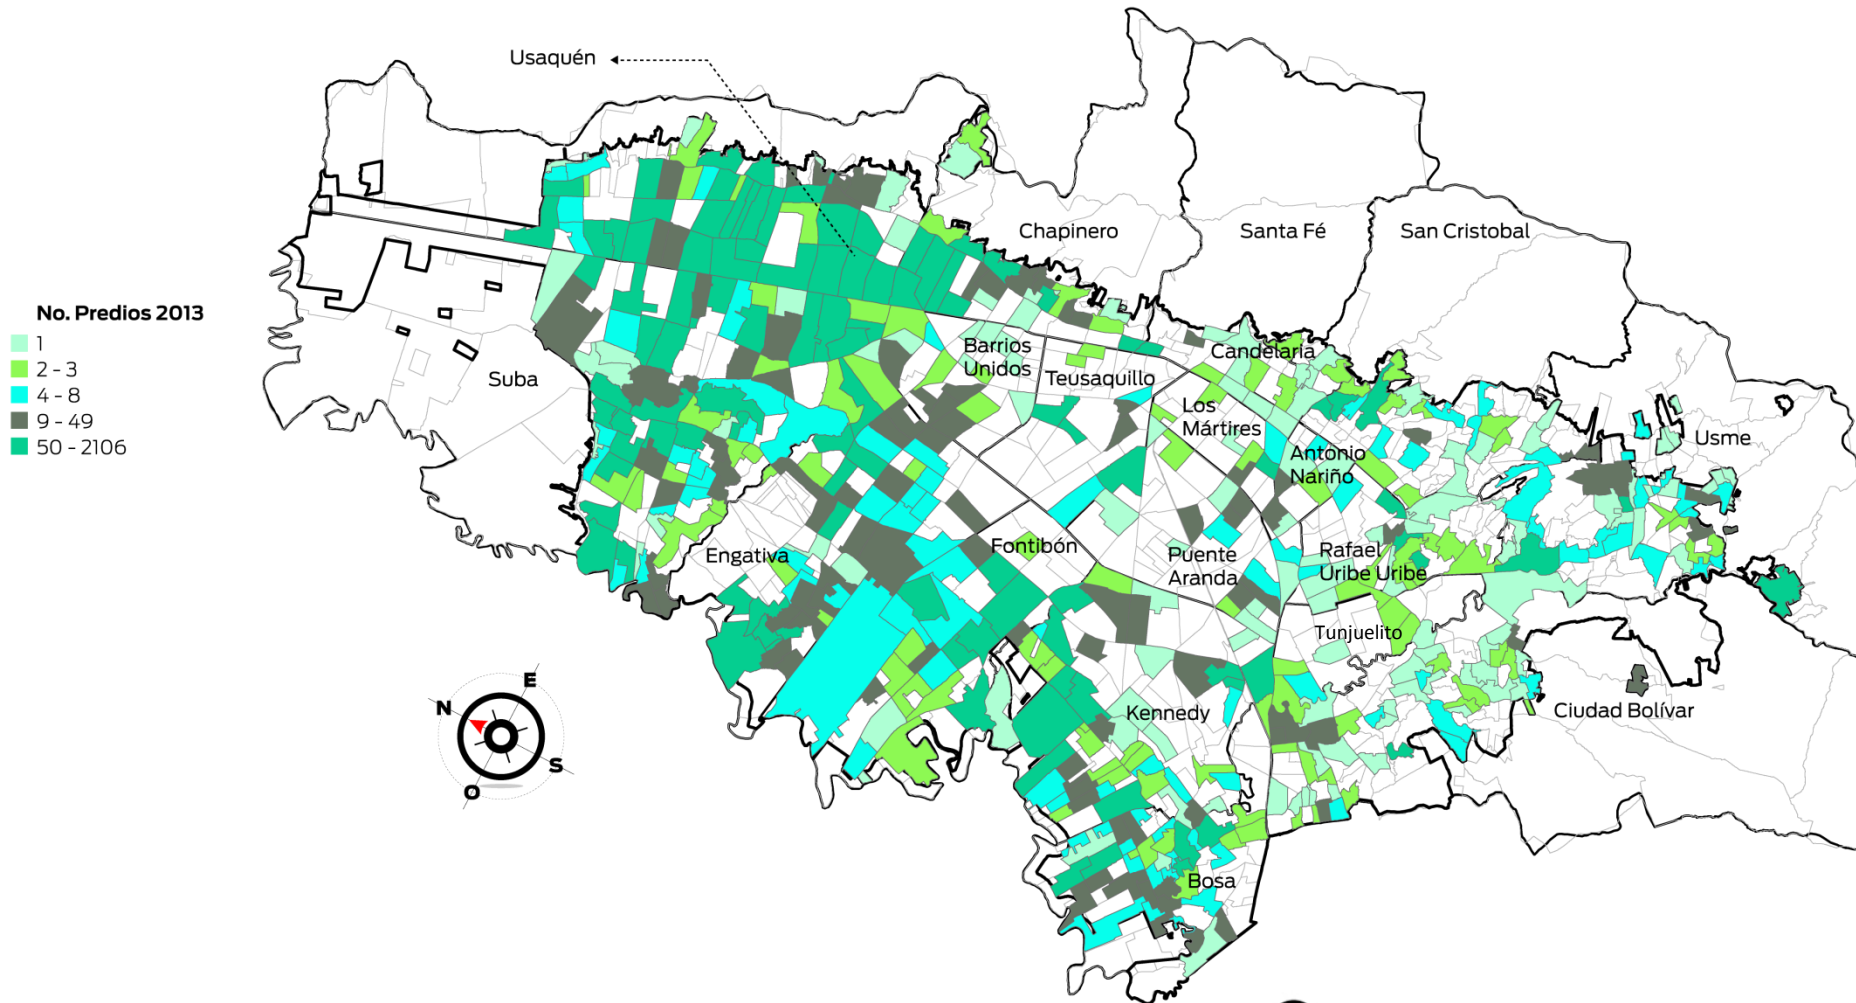 Usaquén
Chapinero
Santa Fé
San Cristobal
No. Predios 2013
1
2 - 3
4 - 8
9 - 49
50 - 2106
Suba
Barrios
Unidos
Teusaquillo
Candelaria
Los
Mártires
Antonio
Nariño
Usme
Engativa
Fontibón
Puente
Aranda
Rafael
Uribe Uribe
Tunjuelito
Kennedy
Ciudad Bolívar
Bosa
N
E
S
O